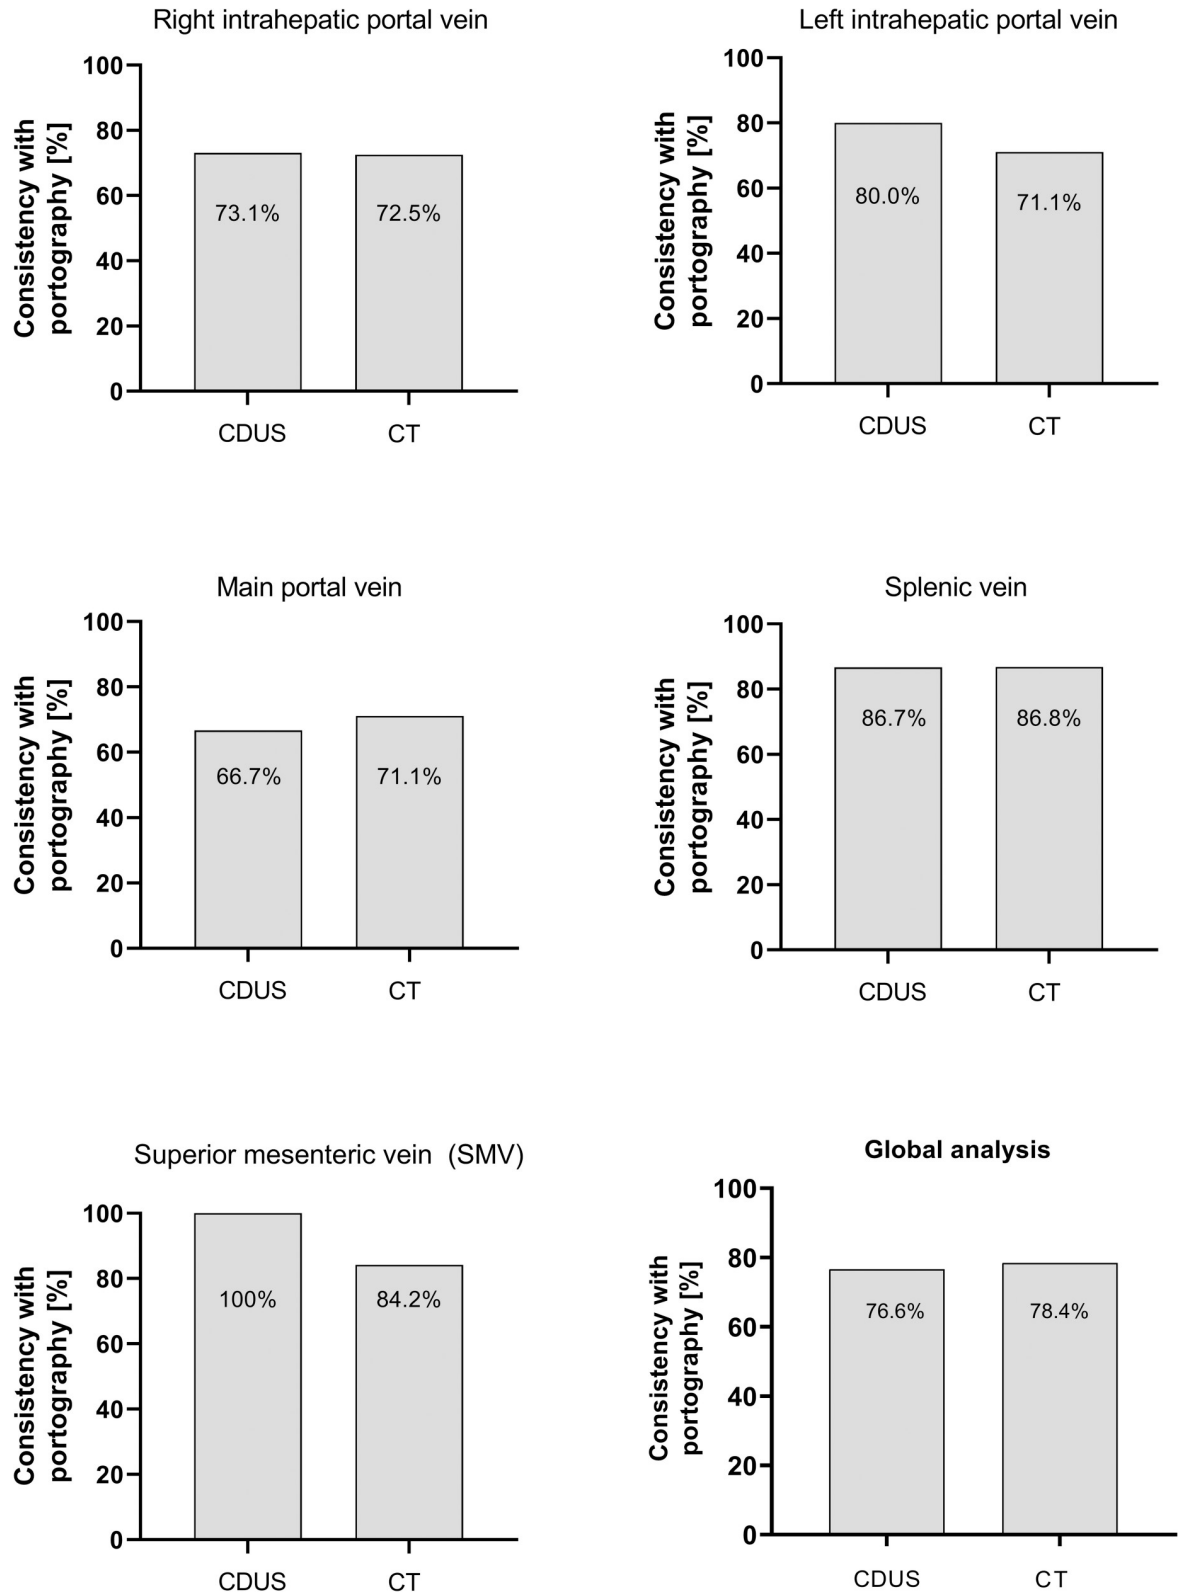 Right intrahepatic portal vein
Consistency with
portography [%]
100
80
60
40
20
0
73.1%
72.5%
CDUS
CT
Left intrahepatic portal vein
Consistency with
portography [%]
100
80
60
40
20
0
80.0%
71.1%
CDUS
CT
Main portal vein
Consistency with
portography [%]
100
80
60
40
20
0
66.7%
71.1%
CDUS
CT
Splenic vein
Consistency with
portography [%]
100
80
60
40
20
0
86.7%
86.8%
CDUS
CT
Superior mesenteric vein (SMV)
Consistency with
portography [%]
100
80
60
40
20
0
100%
84.2%
CDUS
CT
Global analysis
Consistency with
portography [%]
100
80
60
40
20
0
76.6%
78.4%
CDUS
CT